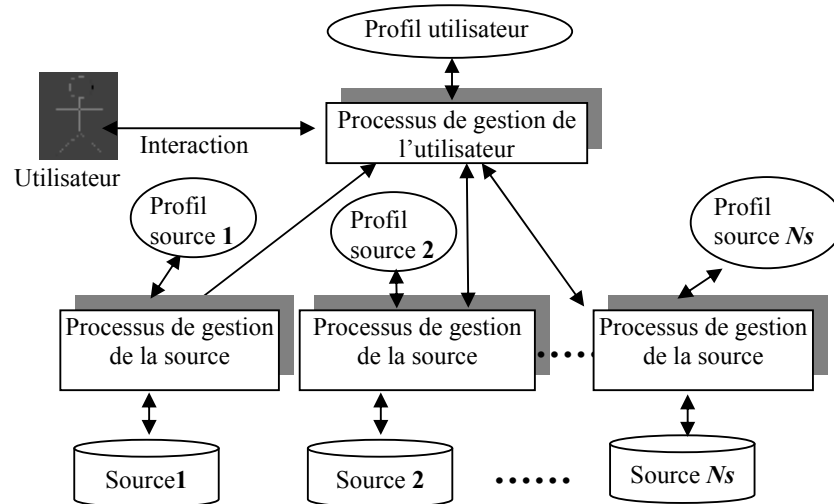 Profil utilisateur
Processus de gestion de
l'utilisateur
Interaction
Utilisateur
Profil
source 1
Profil
source 2
Profil
source Ns
Processus de gestion
de la source
Processus de gestion
de la source
Processus de gestion
de la source
Source1
Source 2
Source Ns